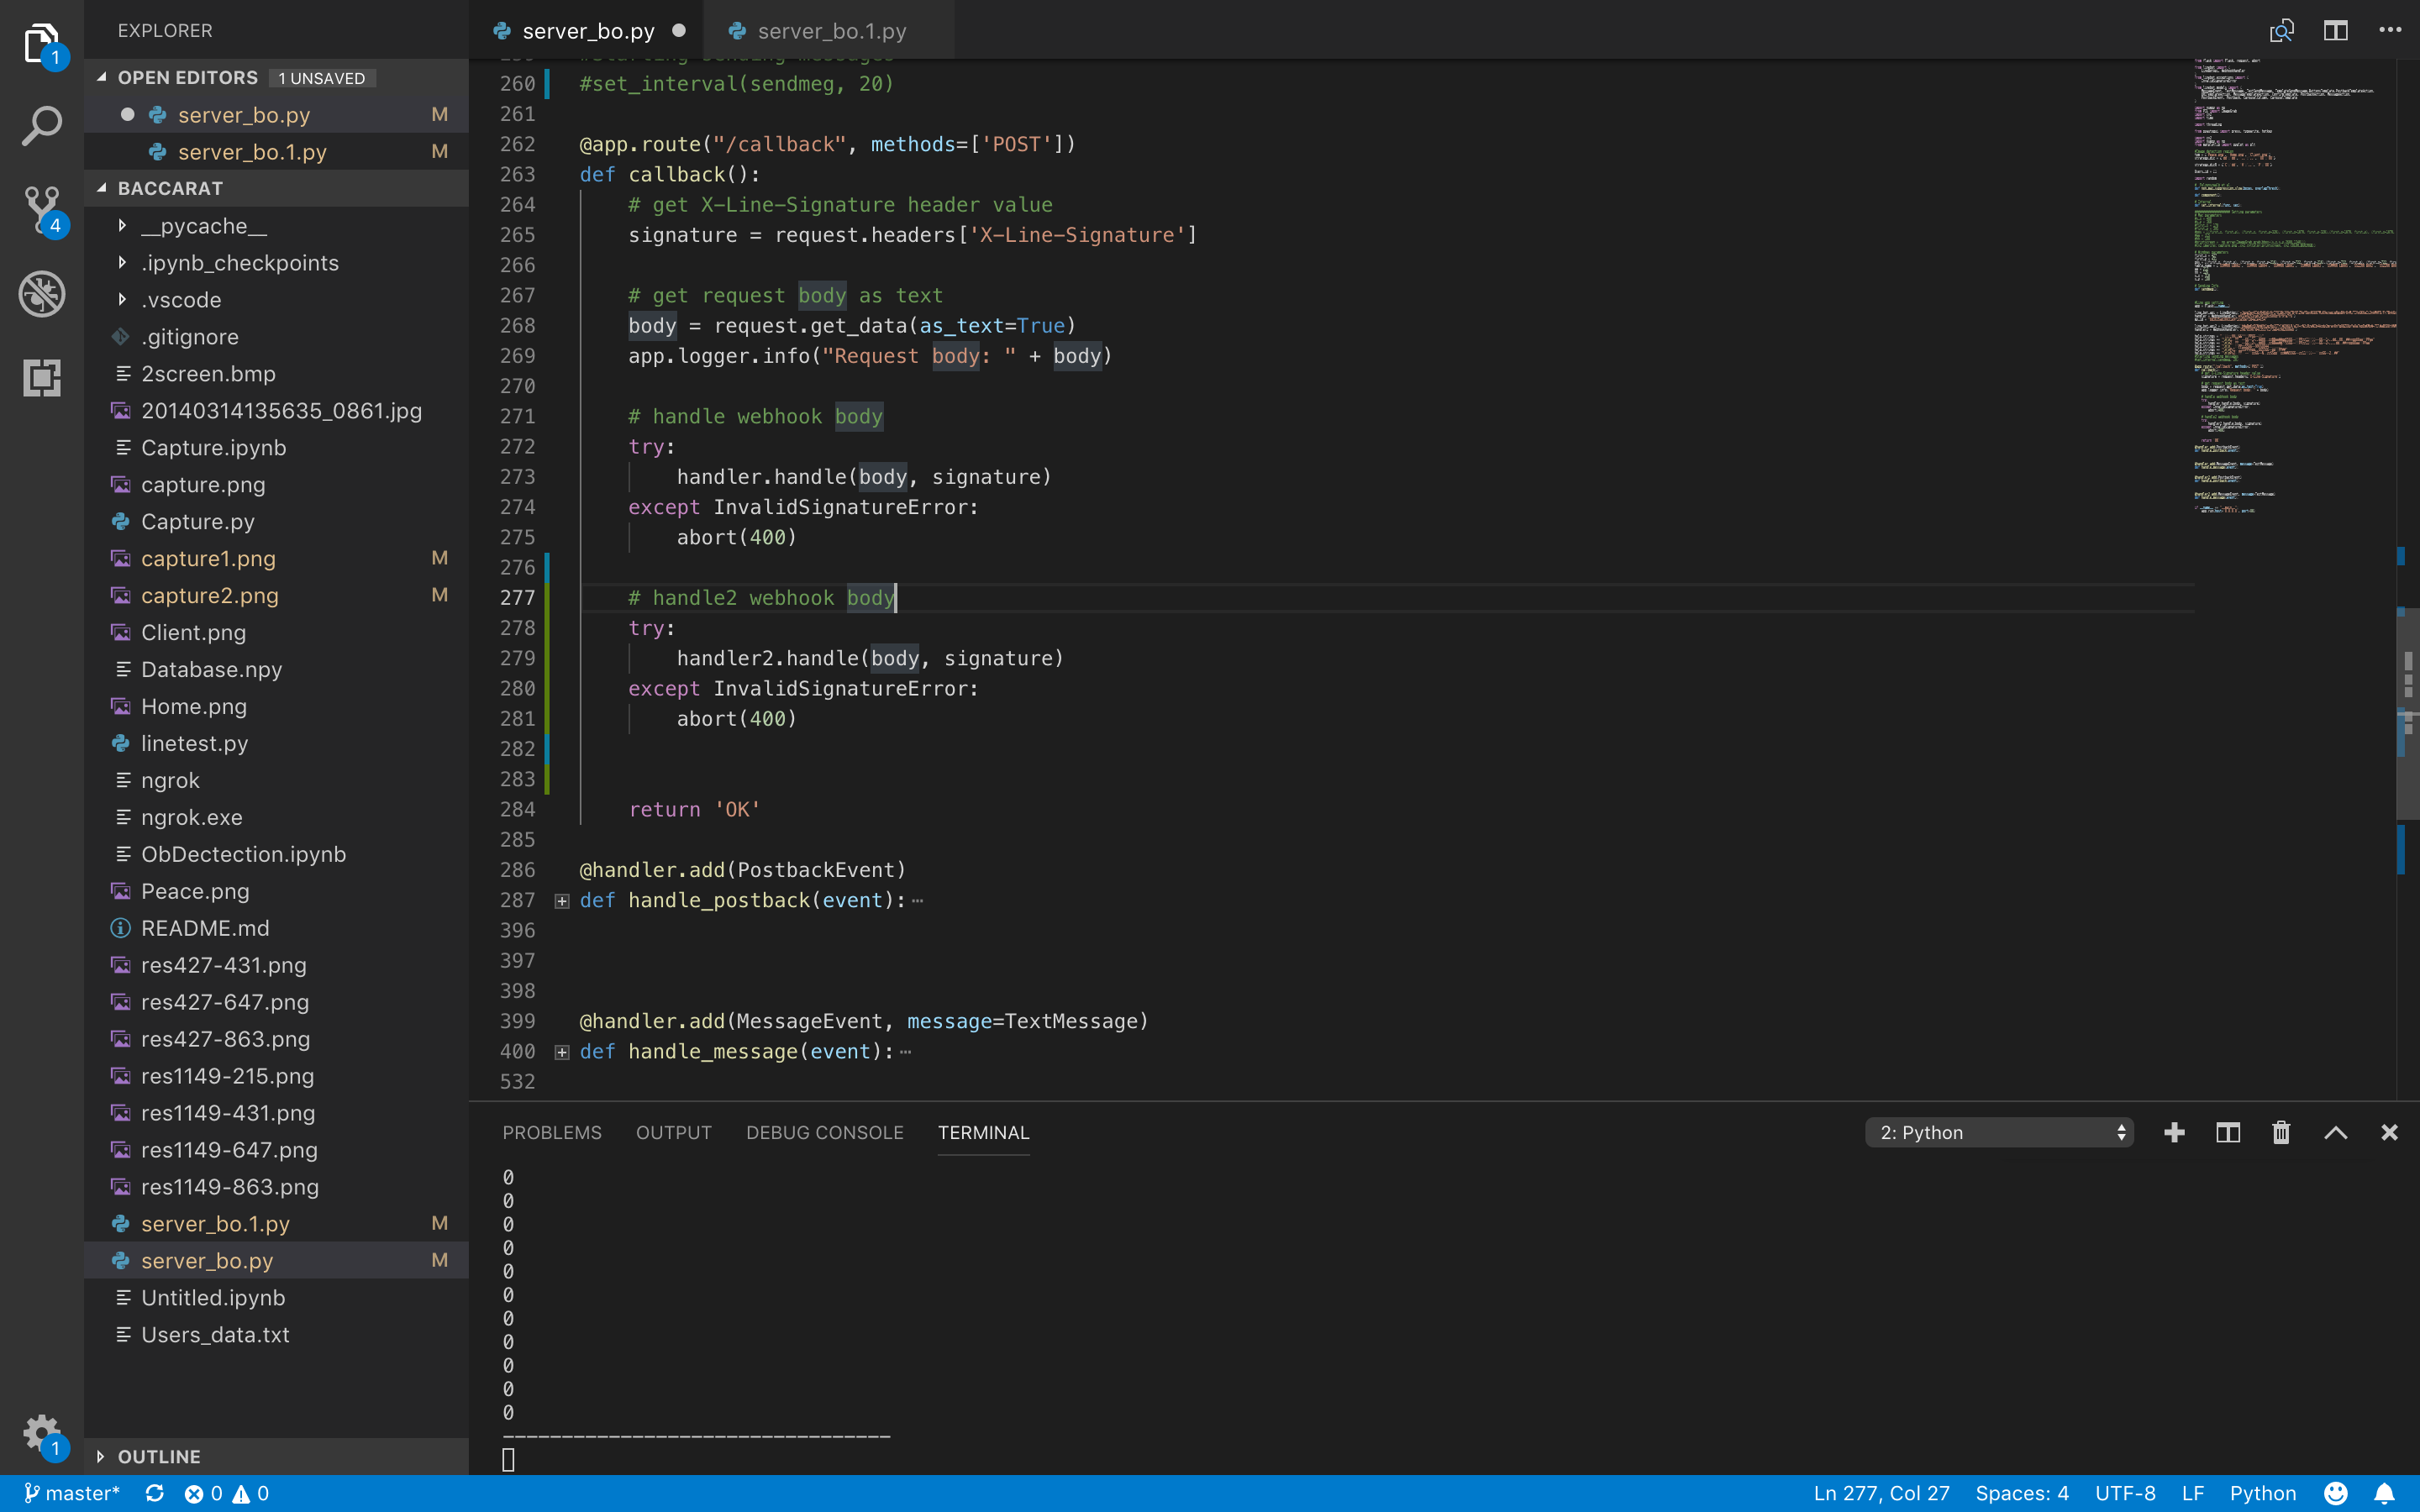 EXPLORER
OPEN EDITORS 1 UNSAVED
server_bo.py M
server_bo.1.py M
BACCARAT
__pycache__
.ipynb_checkpoints
.vscode
.gitignore
2screen.bmp
20140314135635_0861.jpg
Capture.ipynb
capture.png
Capture.py
capture1.png M
capture2.png M
Client.png
Database.npy
Home.png
linetest.py
ngrok
ngrok.exe
ObDectection.ipynb
Peace.png
README.md
res427-431.png
res427-647.png
res427-863.png
res1149-215.png
res1149-431.png
res1149-647.png
res1149-863.png
server_bo.1.py M
server_bo.py M
Untitled.ipynb
Users_data.txt
OUTLINE
1
4
1
server_bo.py
server_bo.1.py
260 #set_interval(sendmeg, 20)
261
262 @app.route("/callback", methods=['POST'])
263 def callback():
264     # get X-Line-Signature header value
265     signature = request.headers['X-Line-Signature']
266
267     # get request body as text
268     body = request.get_data(as_text=True)
269     app.logger.info("Request body: " + body)
270
271     # handle webhook body
272     try:
273         handler.handle(body, signature)
274     except InvalidSignatureError:
275         abort(400)
276
277     # handle2 webhook body
278     try:
279         handler2.handle(body, signature)
280     except InvalidSignatureError:
281         abort(400)
282
283
284     return 'OK'
285
286 @handler.add(PostbackEvent)
287 def handle_postback(event):…
396
397
398
399 @handler.add(MessageEvent, message=TextMessage)
400 def handle_message(event):…
532
PROBLEMS OUTPUT DEBUG CONSOLE TERMINAL 2: Python
0
0
0
0
0
0
0
0
0
0
0
--------------------------------
master* 0 0 Ln 277, Col 27 Spaces: 4 UTF-8 LF Python